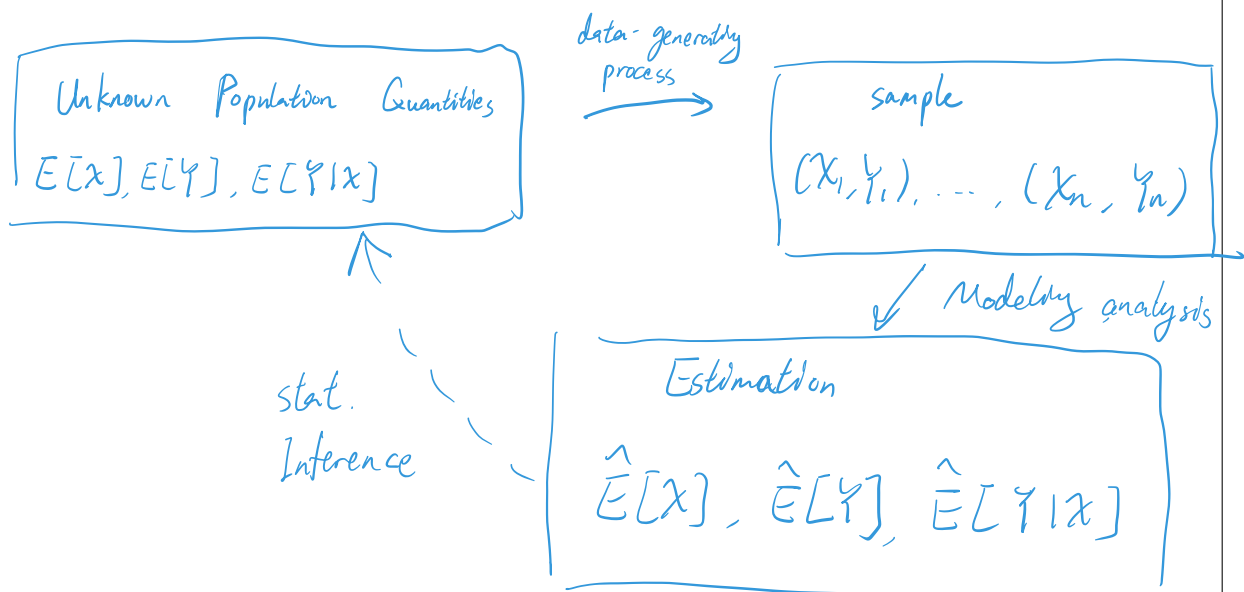 Unknown Population Quantities
E[X], E[Y], E[Y|X]
data-generating
process
sample
(X₁,Y₁), ..., (Xₙ, Yₙ)
Modeling analysis
Estimation
Ê[X], Ê[Y], Ê[Y|X]
stat.
Inference